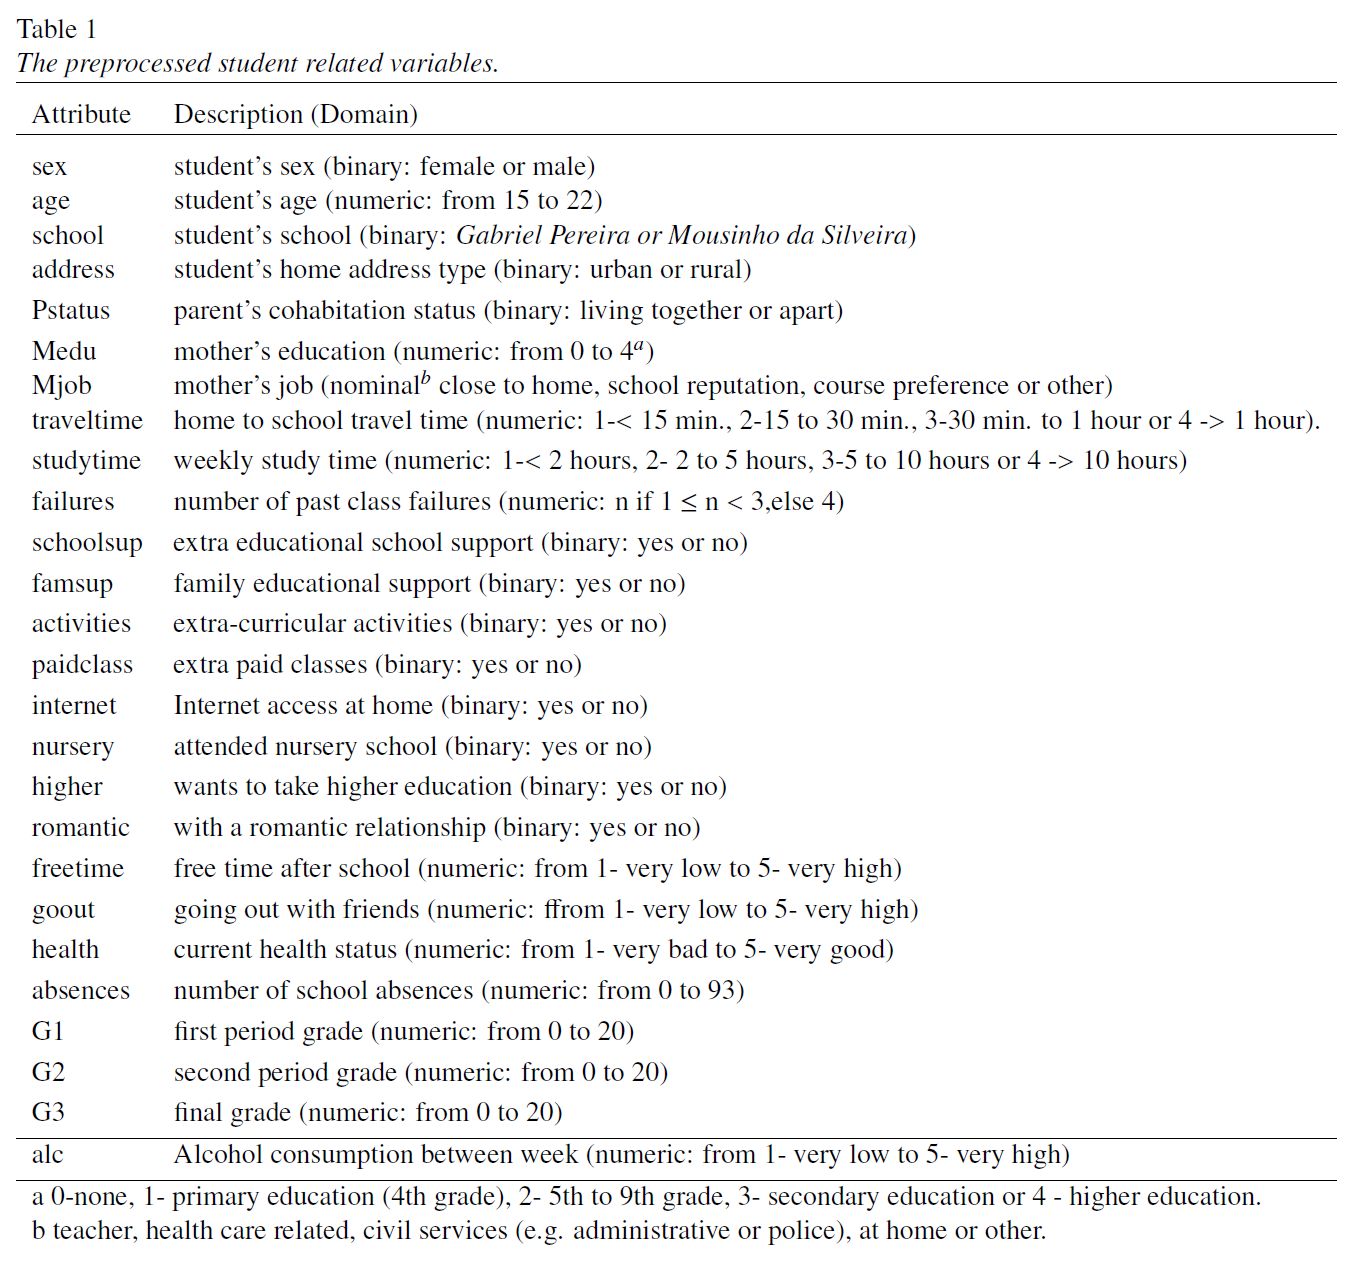 Table 1
The preprocessed student related variables.
Attribute Description (Domain)
sex student’s sex (binary: female or male)
age student’s age (numeric: from 15 to 22)
school student’s school (binary: Gabriel Pereira or Mousinho da Silveira)
address student’s home address type (binary: urban or rural)
Pstatus parent’s cohabitation status (binary: living together or apart)
Medu mother’s education (numeric: from 0 to 4ᵃ)
Mjob mother’s job (nominalᵇ close to home, school reputation, course preference or other)
traveltime home to school travel time (numeric: 1-< 15 min., 2-15 to 30 min., 3-30 min. to 1 hour or 4 -> 1 hour).
studytime weekly study time (numeric: 1-< 2 hours, 2- 2 to 5 hours, 3-5 to 10 hours or 4 -> 10 hours)
failures number of past class failures (numeric: n if 1 ≤ n < 3,else 4)
schoolsup extra educational school support (binary: yes or no)
famsup family educational support (binary: yes or no)
activities extra-curricular activities (binary: yes or no)
paidclass extra paid classes (binary: yes or no)
internet Internet access at home (binary: yes or no)
nursery attended nursery school (binary: yes or no)
higher wants to take higher education (binary: yes or no)
romantic with a romantic relationship (binary: yes or no)
freetime free time after school (numeric: from 1- very low to 5- very high)
goout going out with friends (numeric: ffrom 1- very low to 5- very high)
health current health status (numeric: from 1- very bad to 5- very good)
absences number of school absences (numeric: from 0 to 93)
G1 first period grade (numeric: from 0 to 20)
G2 second period grade (numeric: from 0 to 20)
G3 final grade (numeric: from 0 to 20)
alc Alcohol consumption between week (numeric: from 1- very low to 5- very high)
a 0-none, 1- primary education (4th grade), 2- 5th to 9th grade, 3- secondary education or 4 - higher education.
b teacher, health care related, civil services (e.g. administrative or police), at home or other.